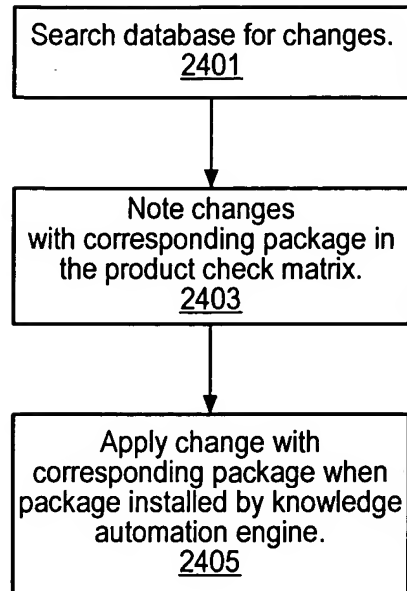 Search database for changes.
2401
Note changes
with corresponding package in
the product check matrix.
2403
Apply change with
corresponding package when
package installed by knowledge
automation engine.
2405